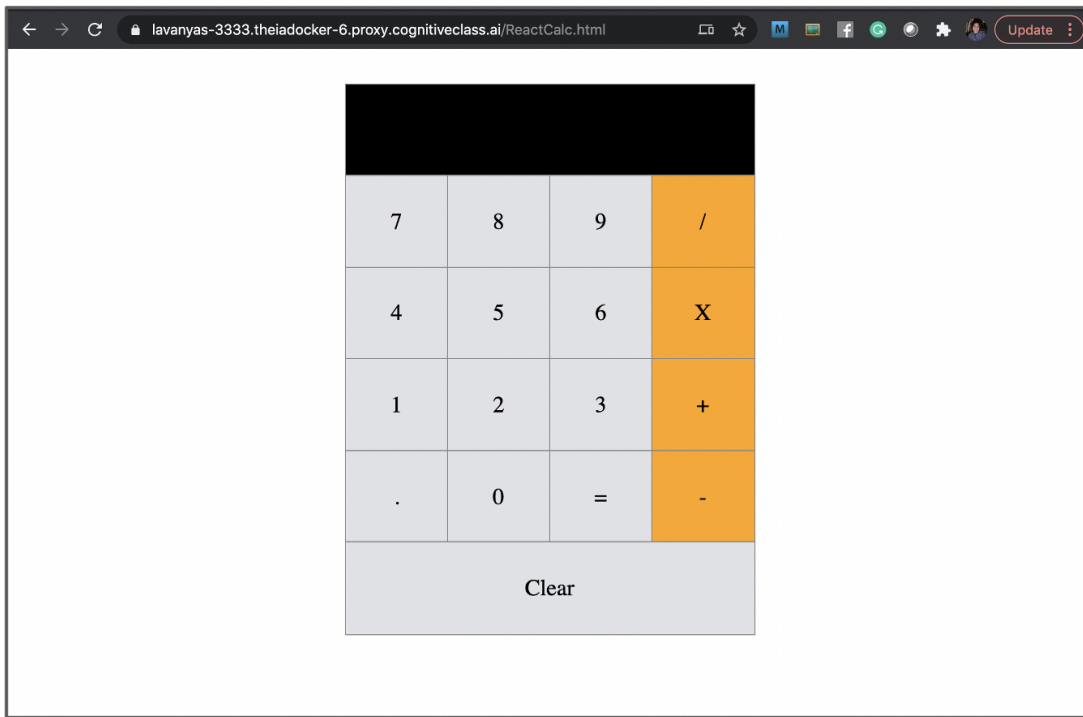 lavanyas-3333.theiadocker-6.proxy.cognitiveclass.ai/ReactCalc.html M f G Update
7 8 9 /
4 5 6 X
1 2 3 +
. 0 = -
Clear